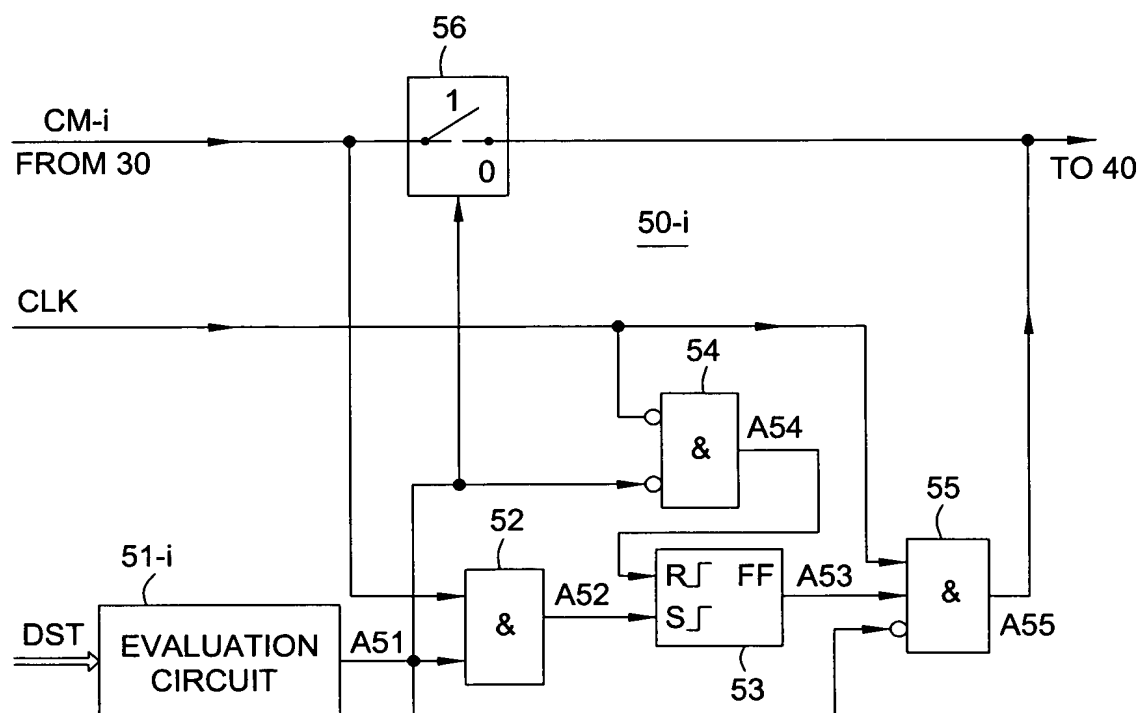 56
1
CM-i
FROM 30
0
TO 40
50-i
CLK
54
&
A54
55
52
51-i
R FF
A53
&
A52
&
S
A55
DST
EVALUATION
CIRCUIT
A51
53